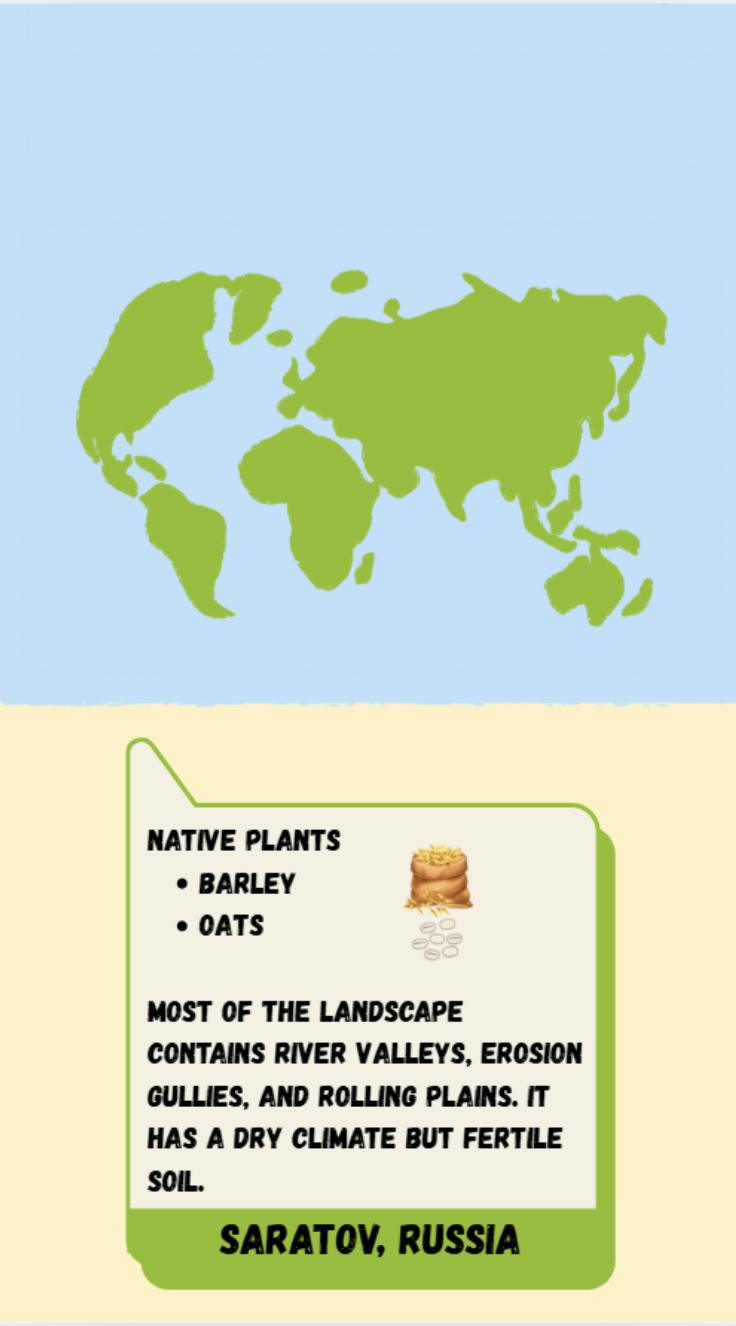 NATIVE PLANTS
• BARLEY
• OATS
MOST OF THE LANDSCAPE
CONTAINS RIVER VALLEYS, EROSION
GULLIES, AND ROLLING PLAINS. IT
HAS A DRY CLIMATE BUT FERTILE
SOIL.
SARATOV, RUSSIA